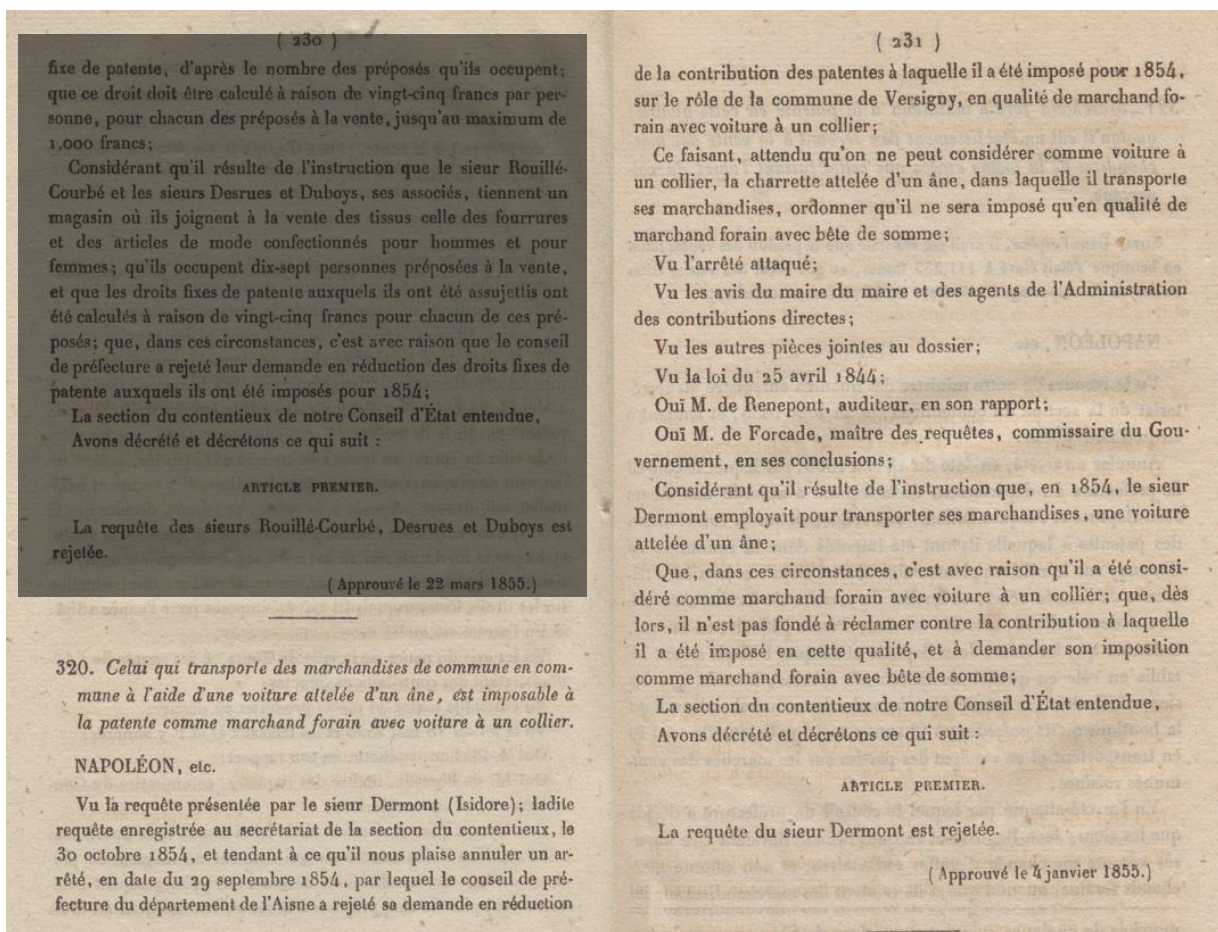 ( 230 )
fixe de patente, d'après le nombre des préposés qu'ils occupent;
que ce droit doit être calculé à raison de vingt-cinq francs par per-
sonne, pour chacun des préposés à la vente, jusqu'au maximum de
1,000 francs;
Considérant qu'il résulte de l'instruction que le sieur Rouillé-
Courbé et les sieurs Desrues et Duboys, ses associés, tiennent un
magasin où ils joignent à la vente des tissus celle des fourrures
et des articles de mode confectionnés pour hommes et pour
femmes; qu'ils occupent dix-sept personnes préposées à la vente,
et que les droits fixes de patente auxquels ils ont été assujettis ont
été calculés à raison de vingt-cinq francs pour chacun de ces pré-
posés; que, dans ces circonstances, c'est avec raison que le conseil
de préfecture a rejeté leur demande en réduction des droits fixes de
patente auxquels ils ont été imposés pour 1854;
La section du contentieux de notre Conseil d'État entendue,
Avons décrété et décrétons ce qui suit :
ARTICLE PREMIER.
La requête des sieurs Rouillé-Courbé, Desrues et Duboys est
rejetée.
( Approuvé le 22 mars 1855.)
320. Celui qui transporte des marchandises de commune en com-
mune à l'aide d'une voiture attelée d'un âne, est imposable à
la patente comme marchand forain avec voiture à un collier.
NAPOLÉON, etc.
Vu la requête présentée par le sieur Dermont (Isidore); ladite
requête enregistrée au secrétariat de la section du contentieux, le
30 octobre 1854, et tendant à ce qu'il nous plaise annuler un ar-
rêté, en date du 29 septembre 1854, par lequel le conseil de pré-
fecture du département de l'Aisne a rejeté sa demande en réduction
( 231 )
de la contribution des patentes à laquelle il a été imposé pour 1854,
sur le rôle de la commune de Versigny, en qualité de marchand fo-
rain avec voiture à un collier;
Ce faisant, attendu qu'on ne peut considérer comme voiture à
un collier, la charrette attelée d'un âne, dans laquelle il transporte
ses marchandises, ordonner qu'il ne sera imposé qu'en qualité de
marchand forain avec bête de somme;
Vu l'arrêté attaqué;
Vu les avis du maire du maire et des agents de l'Administration
des contributions directes;
Vu les autres pièces jointes au dossier;
Vu la loi du 25 avril 1844;
Ouï M. de Renepont, auditeur, en son rapport;
Ouï M. de Forcade, maître des requêtes, commissaire du Gou-
vernement, en ses conclusions;
Considérant qu'il résulte de l'instruction que, en 1854, le sieur
Dermont employait pour transporter ses marchandises, une voiture
attelée d'un âne;
Que, dans ces circonstances, c'est avec raison qu'il a été consi-
déré comme marchand forain avec voiture à un collier; que, dès
lors, il n'est pas fondé à réclamer contre la contribution à laquelle
il a été imposé en cette qualité, et à demander son imposition
comme marchand forain avec bête de somme;
La section du contentieux de notre Conseil d'État entendue,
Avons décrété et décrétons ce qui suit :
ARTICLE PREMIER.
La requête du sieur Dermont est rejetée.
( Approuvé le 4 janvier 1855.)